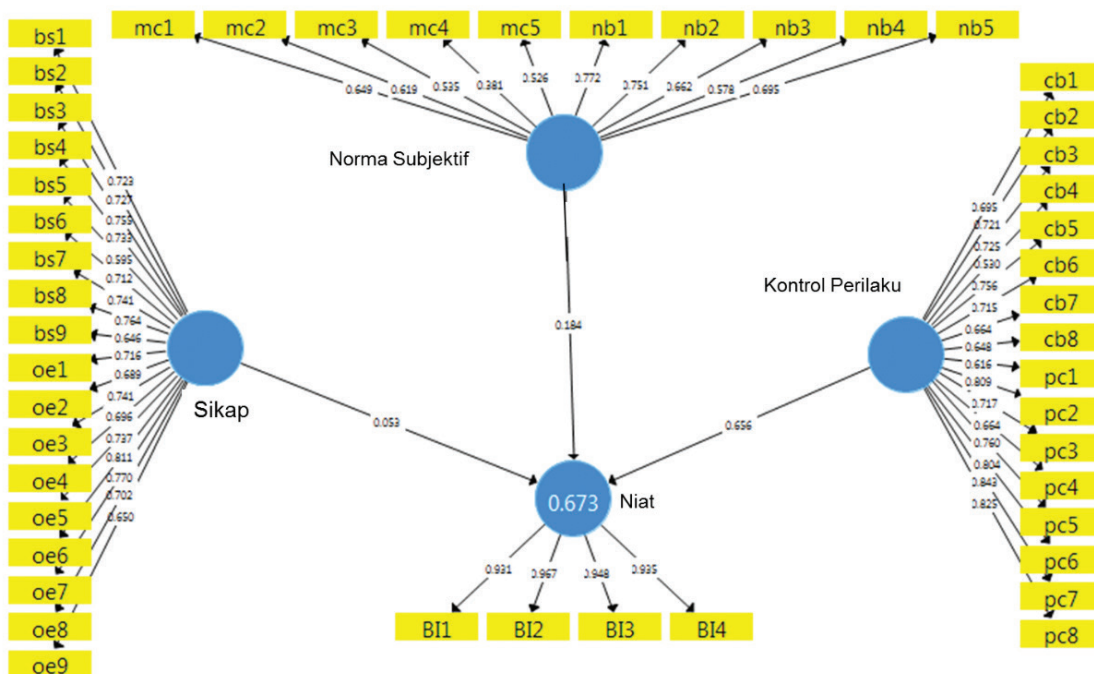 mc1 mc2 mc3 mc4 mc5 nb1 nb2 nb3 nb4 nb5
0.649 0.619 0.535 0.381 0.526 0.772 0.751 0.662 0.578 0.695
Norma Subjektif
bs1
bs2
bs3
bs4
bs5
bs6
bs7
bs8
bs9
oe1
oe2
oe3
oe4
oe5
oe6
oe7
oe8
oe9
0.723
0.727
0.755
0.733
0.595
0.712
0.741
0.764
0.646
0.716
0.689
0.741
0.696
0.737
0.811
0.770
0.702
0.650
Sikap
Kontrol Perilaku
0.695
0.721
0.725
0.530
0.756
0.715
0.664
0.648
0.616
0.809
0.717
0.664
0.760
0.804
0.843
0.825
cb1
cb2
cb3
cb4
cb5
cb6
cb7
cb8
pc1
pc2
pc3
pc4
pc5
pc6
pc7
pc8
0.184
0.053
0.656
0.673
Niat
0.931 0.967 0.948 0.935
BI1 BI2 BI3 BI4